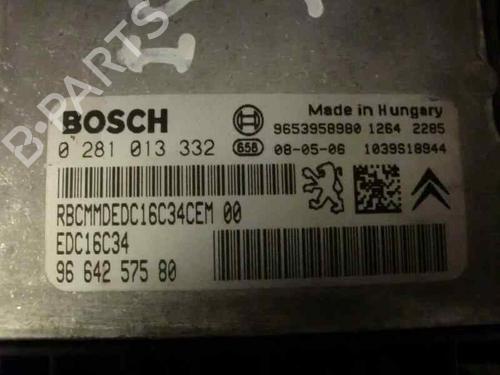 B-PARTS
BOSCH
Made in Hungary
9653958980 1264 2285
0 281 013 332 658 08-05-06 1039S18944
RBCMMDEDC16C34CEM 00
EDC16C34
96 642 575 80